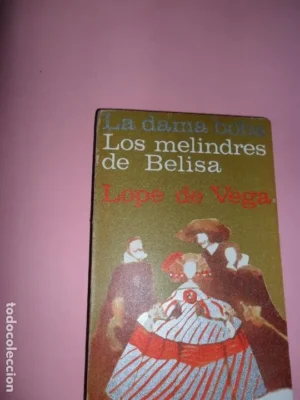 La dama boba
Los melindres
de Belisa
Lope de Vega
todocoleccion